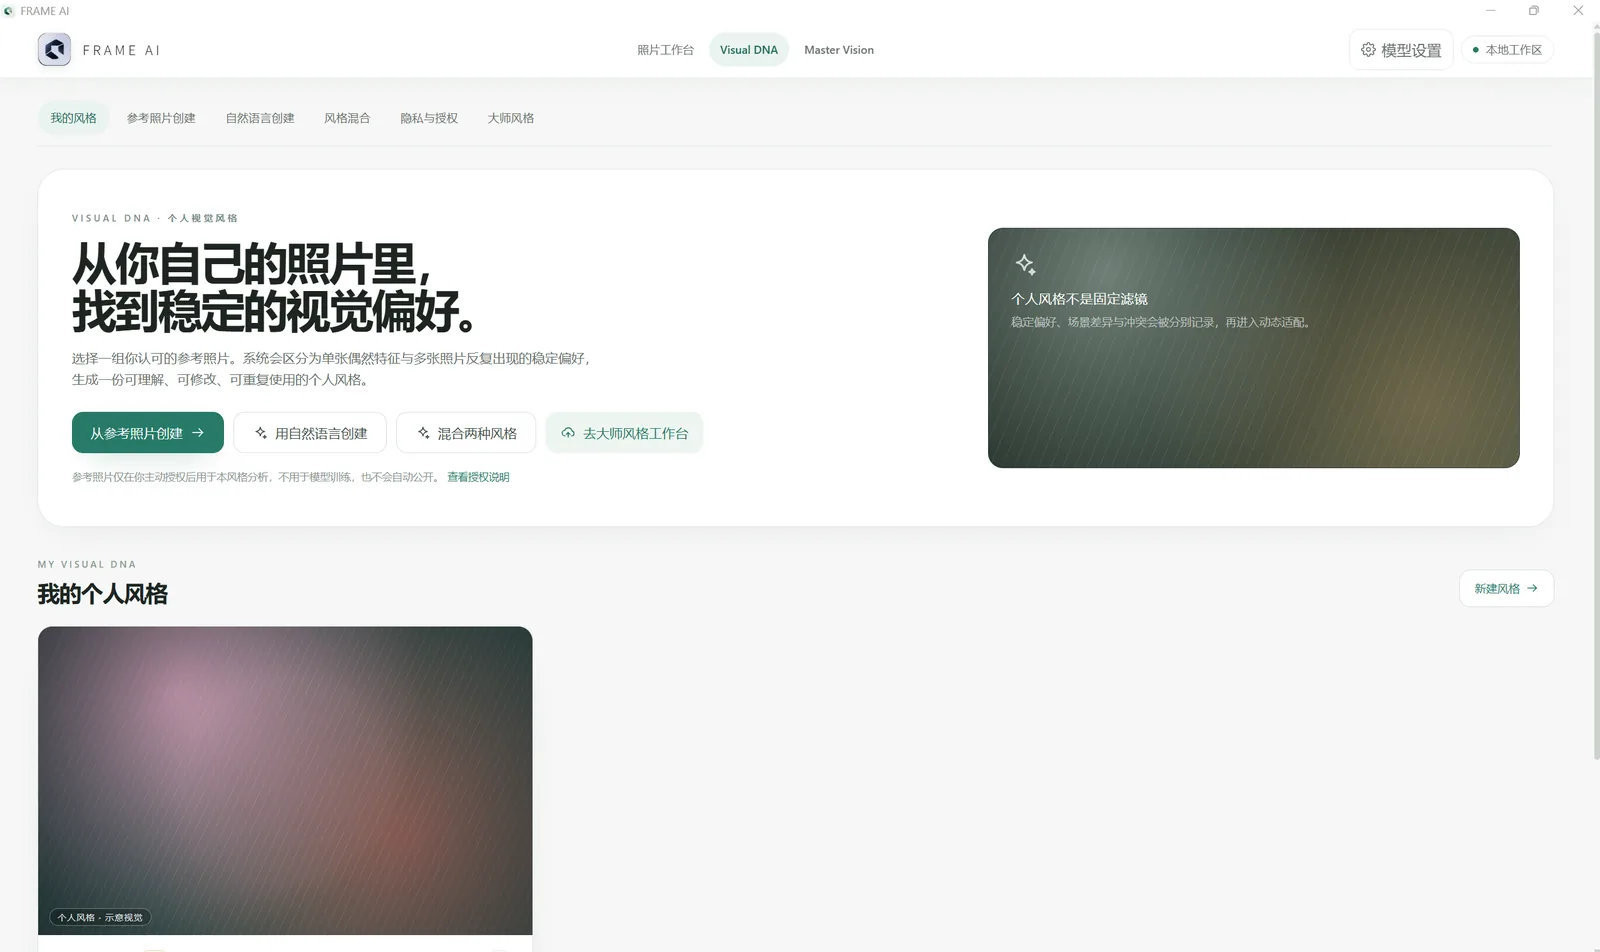 FRAME AI
FRAME AI
照片工作台
Visual DNA
Master Vision
模型设置
本地工作区
我的风格
参考照片创建
自然语言创建
风格混合
隐私与授权
大师风格
VISUAL DNA · 个人视觉风格
从你自己的照片里，
找到稳定的视觉偏好。
选择一组你认可的参考照片。系统会区分为单张偶然特征与多张照片反复出现的稳定偏好，
生成一份可理解、可修改、可重复使用的个人风格。
从参考照片创建
用自然语言创建
混合两种风格
去大师风格工作台
参考照片仅在你主动授权后用于本风格分析，不用于模型训练，也不会自动公开。 查看授权说明
个人风格不是固定滤镜
稳定偏好、场景差异与冲突会被分别记录，再进入动态适配。
MY VISUAL DNA
我的个人风格
新建风格
个人风格 · 示意视觉